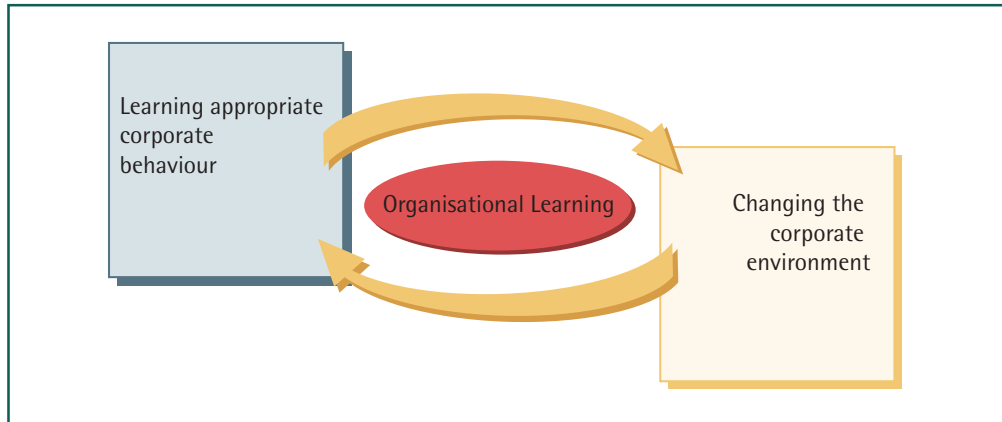 Learning appropriate
corporate
behaviour
Organisational Learning
Changing the
corporate
environment